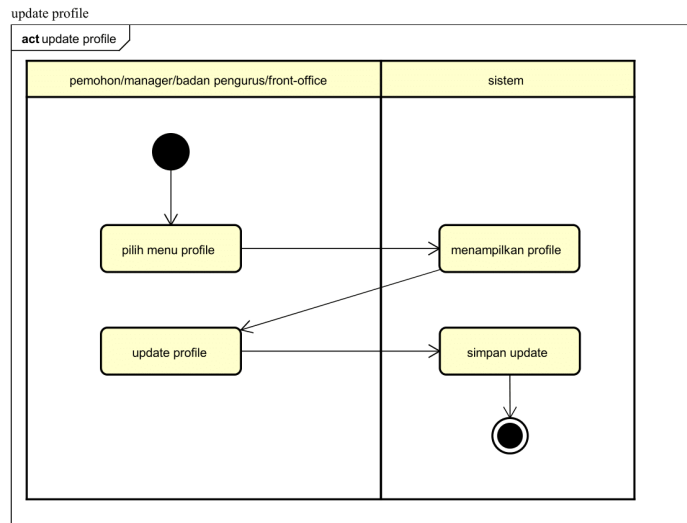 update profile
act update profile
pemohon/manager/badan pengurus/front-office
sistem
pilih menu profile
menampilkan profile
update profile
simpan update